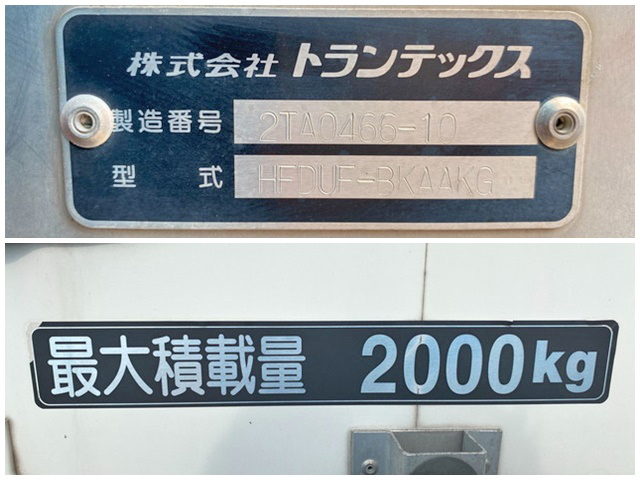 株式会社 トランテックス
製造番号 2TA0466-10
型式 HFDUF-BKAAKG
最大積載量 2000kg